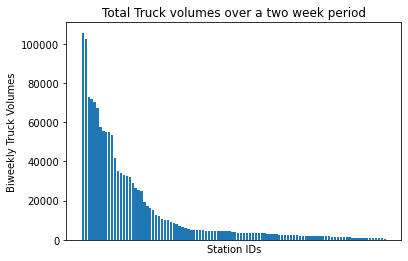 Total Truck volumes over a two week period
Biweekly Truck Volumes
100000
80000
60000
40000
20000
0
Station IDs